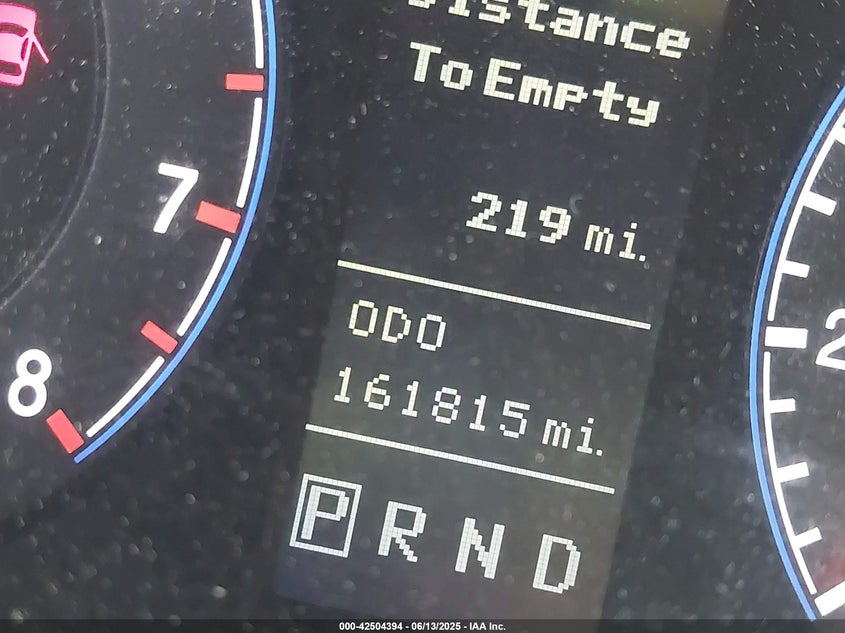 Distance
To Empty
219 mi.
ODO
161815 mi.
P R N D
7
8
2
000-42504394 - 06/13/2025 - IAA Inc.